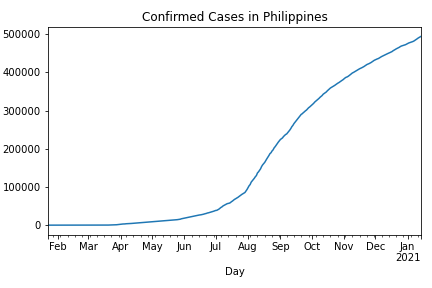 Confirmed Cases in Philippines
500000
400000
300000
200000
100000
0
Feb Mar Apr May Jun Jul Aug Sep Oct Nov Dec Jan
2021
Day